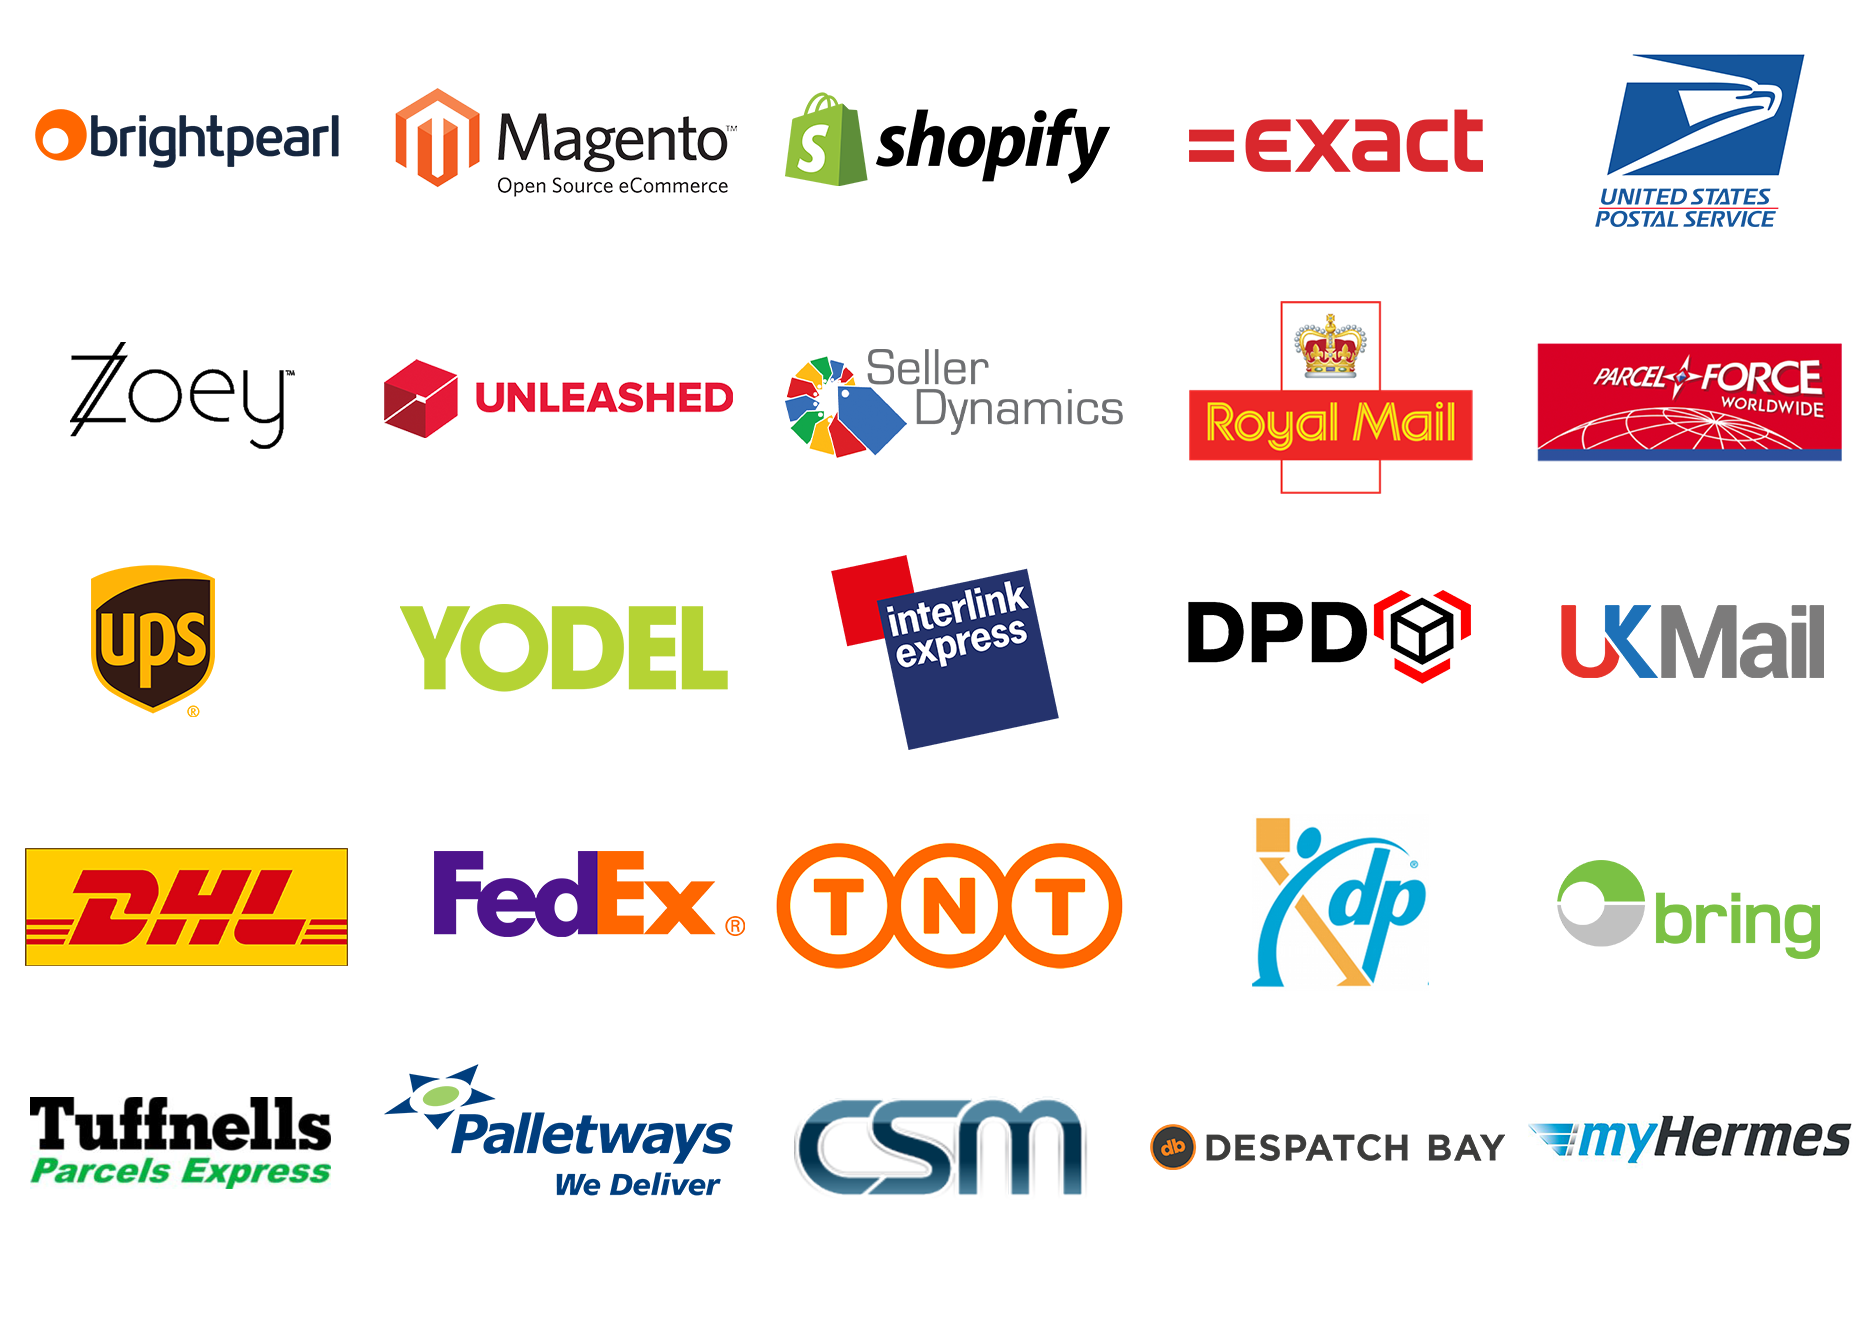 brightpearl
Magento™
Open Source eCommerce
S shopify
=exact
UNITED STATES
POSTAL SERVICE
Zoey™
UNLEASHED
Seller
Dynamics
Royal Mail
PARCEL FORCE
WORLDWIDE
ups
®
YODEL
interlink
express
DPD
UKMail
DHL
FedEx®
TNT
dp®
bring
Tuffnells
Parcels Express
Palletways
We Deliver
CSM
db DESPATCH BAY
myHermes